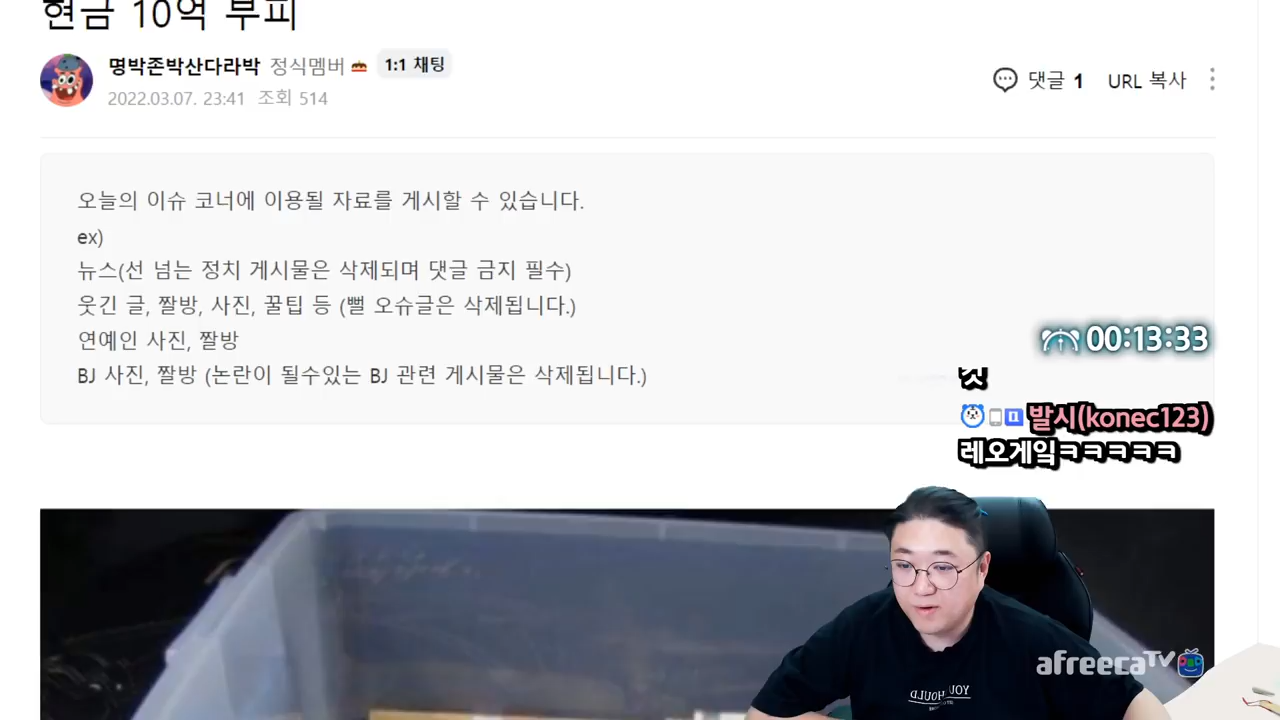 현금 10억 부피
명박존박산다라박 정식멤버 1:1 채팅
2022.03.07. 23:41 조회 514
댓글 1 URL 복사
오늘의 이슈 코너에 이용될 자료를 게시할 수 있습니다.
ex)
뉴스(선 넘는 정치 게시물은 삭제되며 댓글 금지 필수)
웃긴 글, 짤방, 사진, 꿀팁 등 (뻘 오슈글은 삭제됩니다.)
연예인 사진, 짤방
BJ 사진, 짤방 (논란이 될수있는 BJ 관련 게시물은 삭제됩니다.)
00:13:33
발시(konec123)
레오게임ㅋㅋㅋㅋㅋ
afreecaTV